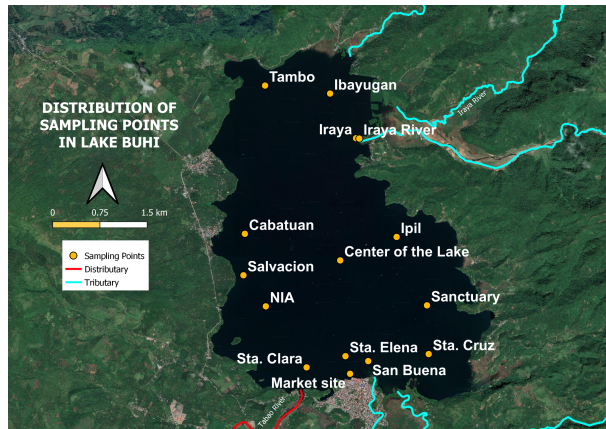 Tambo
Ibayugan
DISTRIBUTION OF
SAMPLING POINTS
IN LAKE BUHI
Iraya River
Iraya
Iraya River
0 0.75 1.5 km
Cabatuan
Ipil
Sampling Points
Distributary
Tributary
Center of the Lake
Salvacion
NIA
Sanctuary
Sta. Elena
Sta. Cruz
Sta. Clara
San Buena
Market site
Tabao River